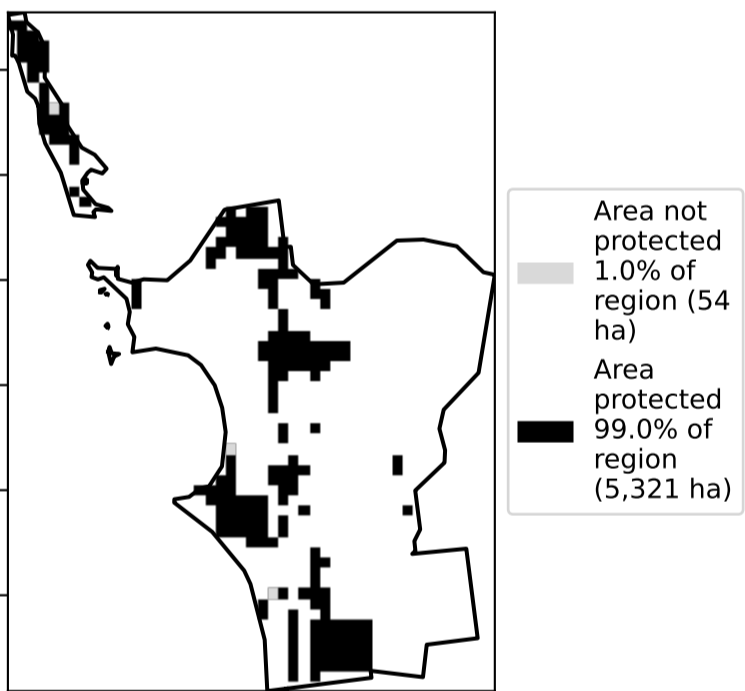 Area not
protected
1.0% of
region (54
ha)
Area
protected
99.0% of
region
(5,321 ha)